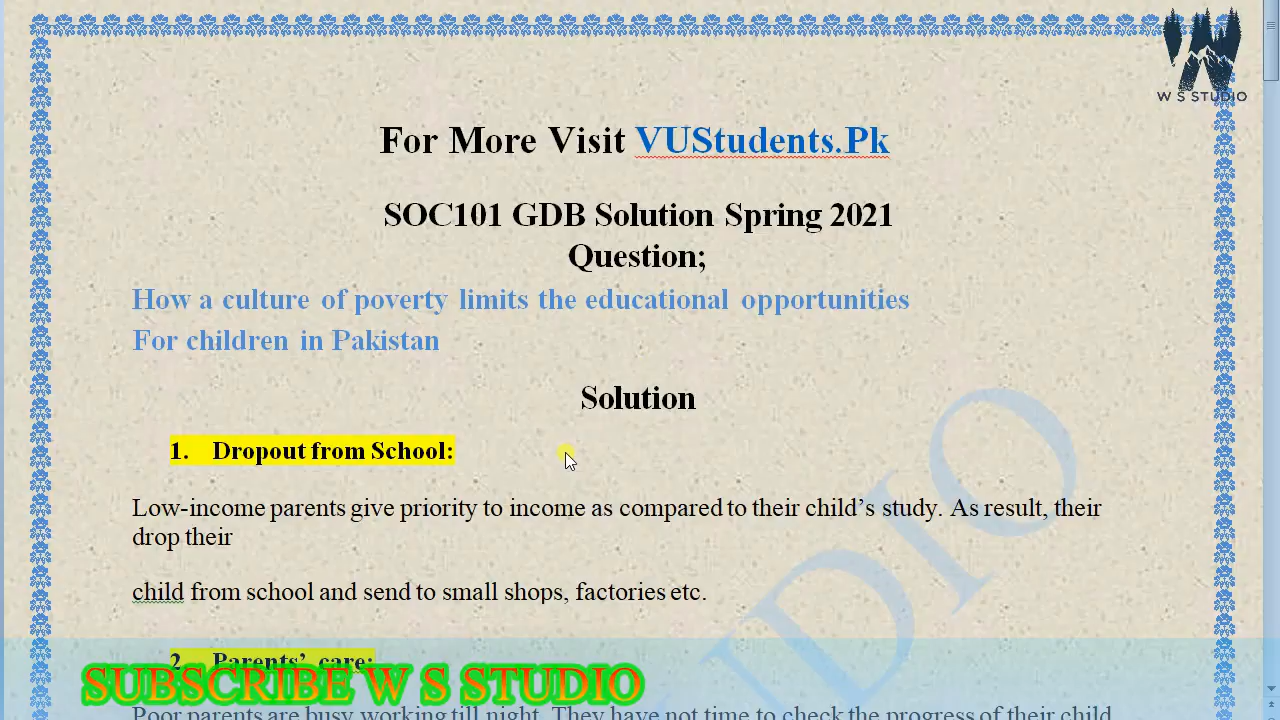 W S STUDIO
For More Visit VUStudents.Pk
SOC101 GDB Solution Spring 2021
Question;
How a culture of poverty limits the educational opportunities
For children in Pakistan
Solution
1. Dropout from School:
Low-income parents give priority to income as compared to their child’s study. As result, their
drop their
child from school and send to small shops, factories etc.
2. Parents’ care:
SUBSCRIBE W S STUDIO
Poor parents are busy working till night. They have not time to check the progress of their child
UDIO